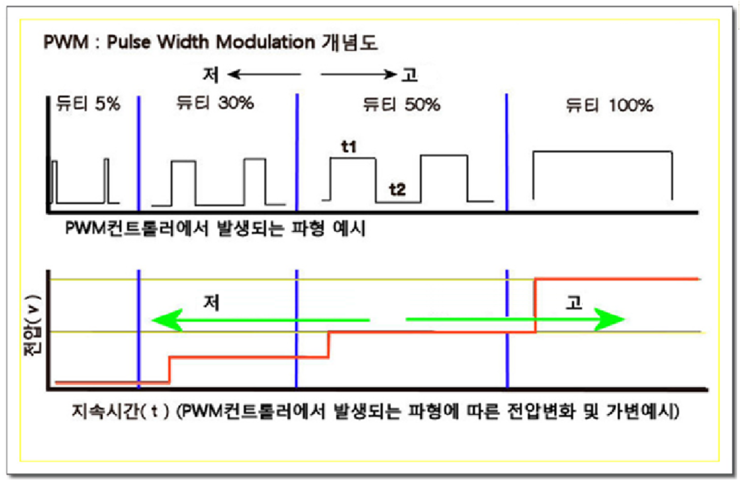 PWM : Pulse Width Modulation 개념도
저 고
듀티 5% 듀티 30% 듀티 50% 듀티 100%
t1
t2
PWM컨트롤러에서 발생되는 파형 예시
저 고
전압( v )
지속시간( t ) (PWM컨트롤러에서 발생되는 파형에 따른 전압변화 및 가변예시)